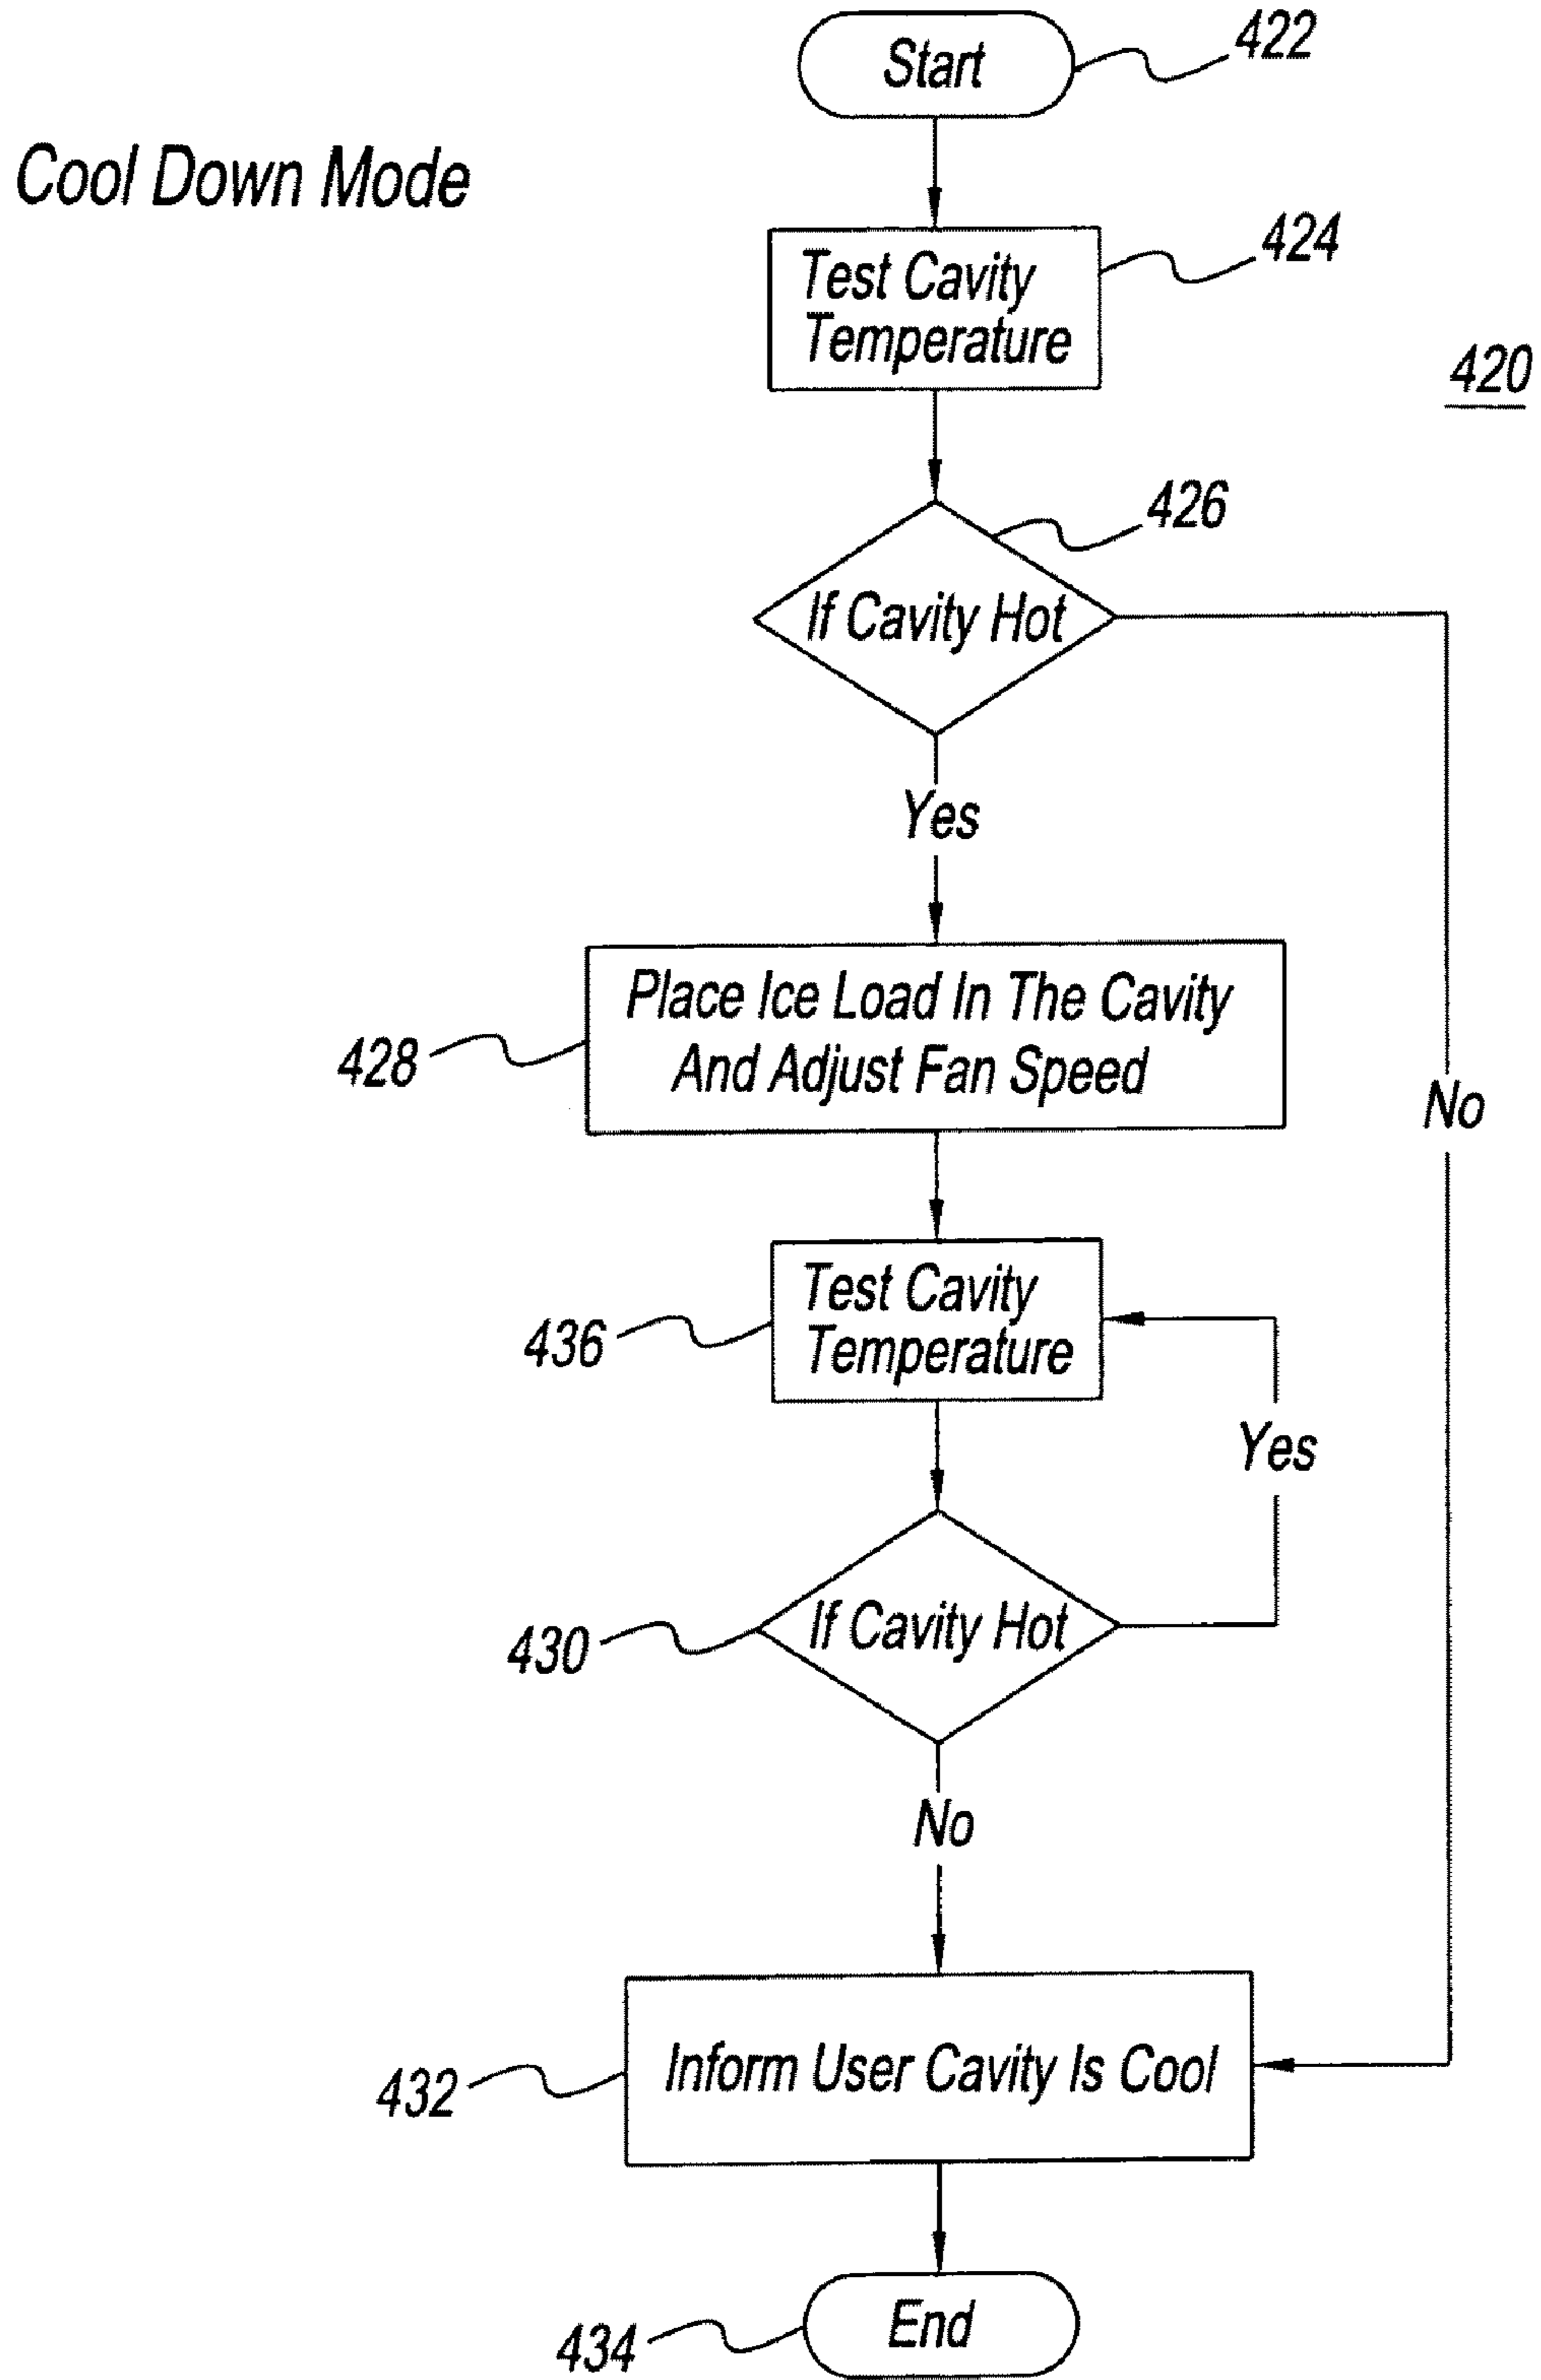 Start
422
Cool Down Mode
424
Test Cavity
Temperature
420
426
If Cavity Hot
Yes
Place Ice Load In The Cavity
And Adjust Fan Speed
428
No
Test Cavity
Temperature
436
Yes
If Cavity Hot
430
No
Inform User Cavity Is Cool
432
End
434